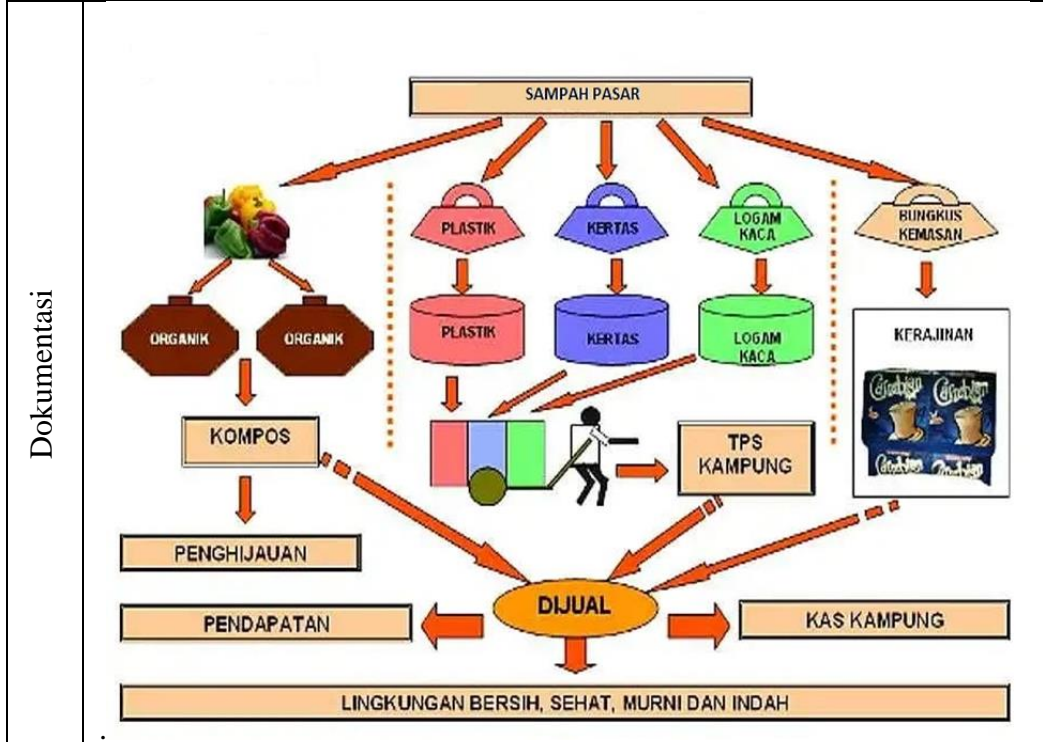 Dokumentasi
SAMPAH PASAR
PLASTIK
KERTAS
LOGAM
KACA
BUNGKUS
KEMASAN
ORGANIK
ORGANIK
PLASTIK
KERTAS
LOGAM
KACA
KERAJINAN
KOMPOS
TPS
KAMPUNG
PENGHIJAUAN
DIJUAL
PENDAPATAN
KAS KAMPUNG
LINGKUNGAN BERSIH, SEHAT, MURNI DAN INDAH